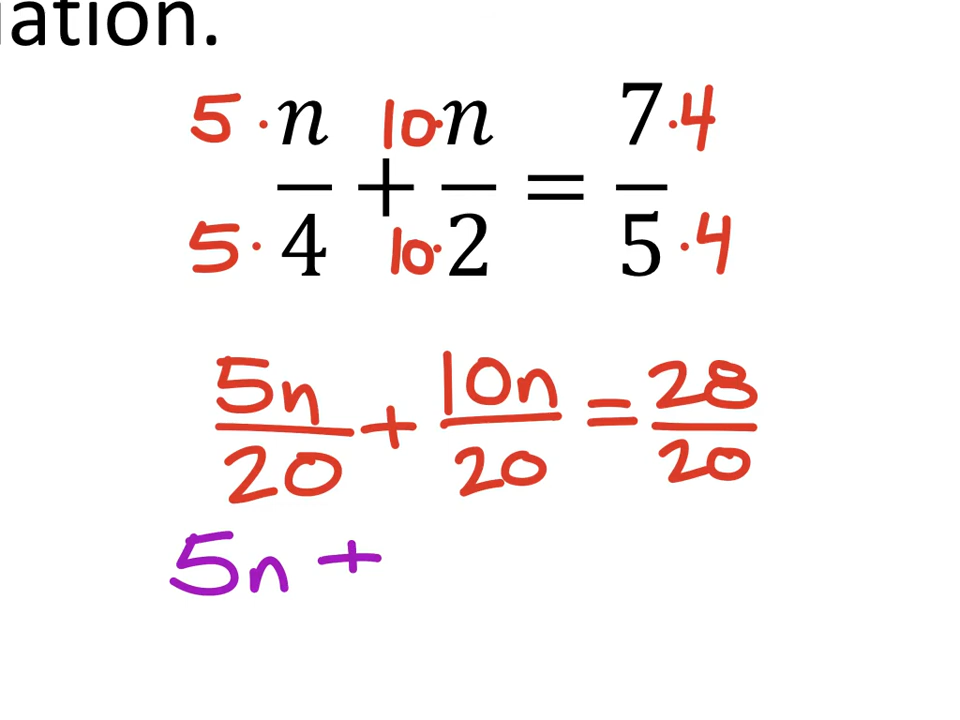 uation.
5 · n 10 · n 7 · 4
— + — = —
5 · 4 10 · 2 5 · 4
5n 10n 28
— + — = —
20 20 20
5n +